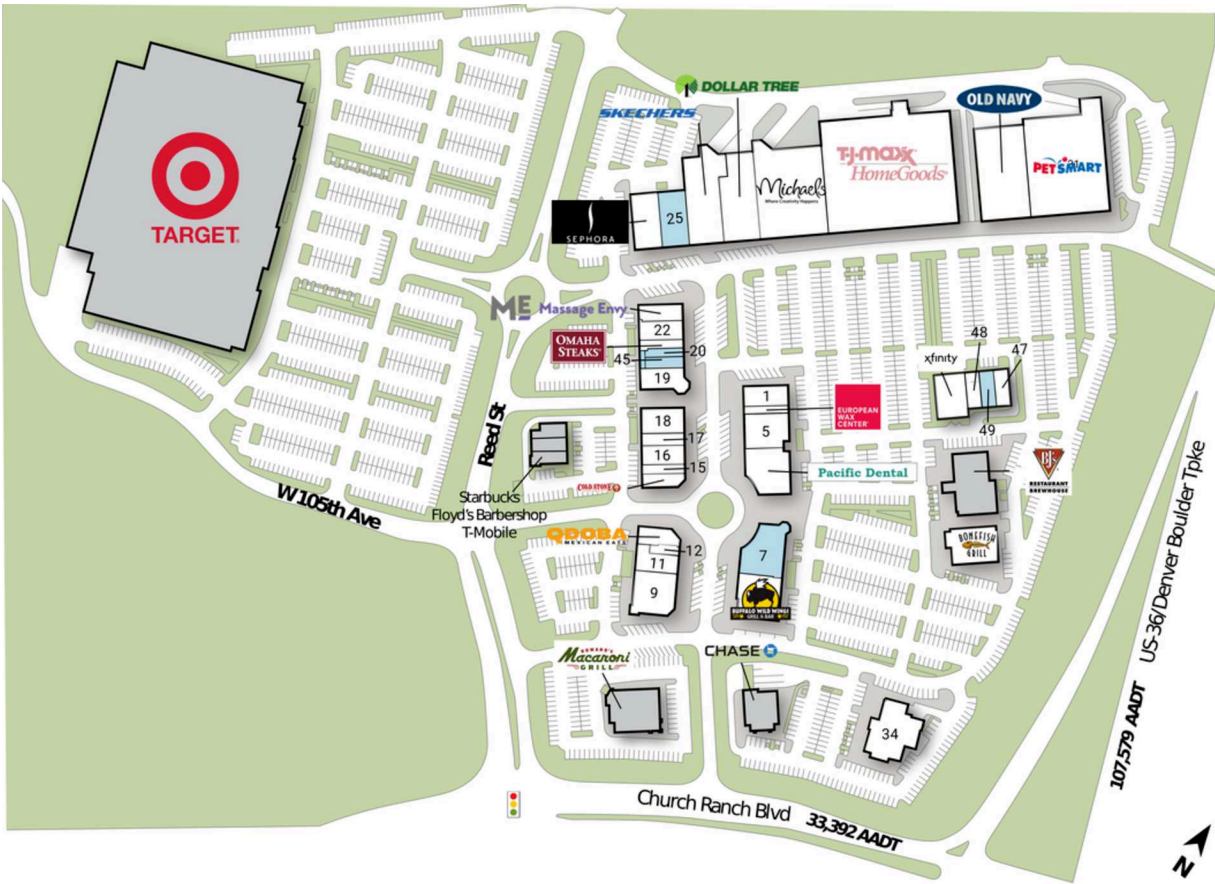 DOLLAR TREE
SKECHERS
OLD NAVY
TARGET
T·J·maxx
HomeGoods
PETSMART
Michaels
Where Creativity Happens
25
SEPHORA
ME Massage Envy
22
OMAHA
STEAKS
20
45
19
xfinity
48
47
49
1
EUROPEAN
WAX
CENTER
5
18
17
16
15
Pacific Dental
Reed St
COLD STONE
BJ's
RESTAURANT
BREWHOUSE
W 105th Ave
Starbucks
Floyd's Barbershop
T-Mobile
QDOBA
MEXICAN EATS
12
11
9
7
BONEFISH
GRILL
BUFFALO WILD WINGS
GRILL & BAR
US-36/Denver Boulder Tpke
107,579 AADT
ROMANO'S
Macaroni
GRILL
CHASE
34
Church Ranch Blvd 33,392 AADT
N